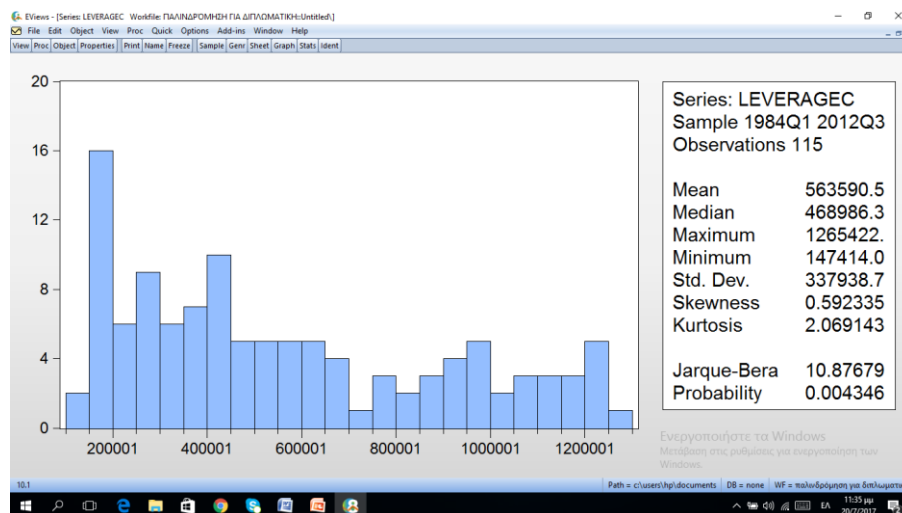 EViews - [Series: LEVERAGEC Workfile: ΠΑΛΙΝΔΡΟΜΗΣΗ ΓΙΑ ΔΙΠΛΩΜΑΤΙΚΗ::Untitled\]
File Edit Object View Proc Quick Options Add-ins Window Help
View Proc Object Properties Print Name Freeze Sample Genr Sheet Graph Stats Ident
20
16
12
8
4
0
200001 400001 600001 800001 1000001 1200001
Series: LEVERAGEC
Sample 1984Q1 2012Q3
Observations 115
Mean 563590.5
Median 468986.3
Maximum 1265422.
Minimum 147414.0
Std. Dev. 337938.7
Skewness 0.592335
Kurtosis 2.069143
Jarque-Bera 10.87679
Probability 0.004346
Ενεργοποιήστε τα Windows
Μετάβαση στις ρυθμίσεις για ενεργοποίηση των
Windows.
10.1 Path = c:\users\hp\documents DB = none WF = παλινδρόμηση για διπλωματι
ΕΛ 11:35 μμ
20/7/2017